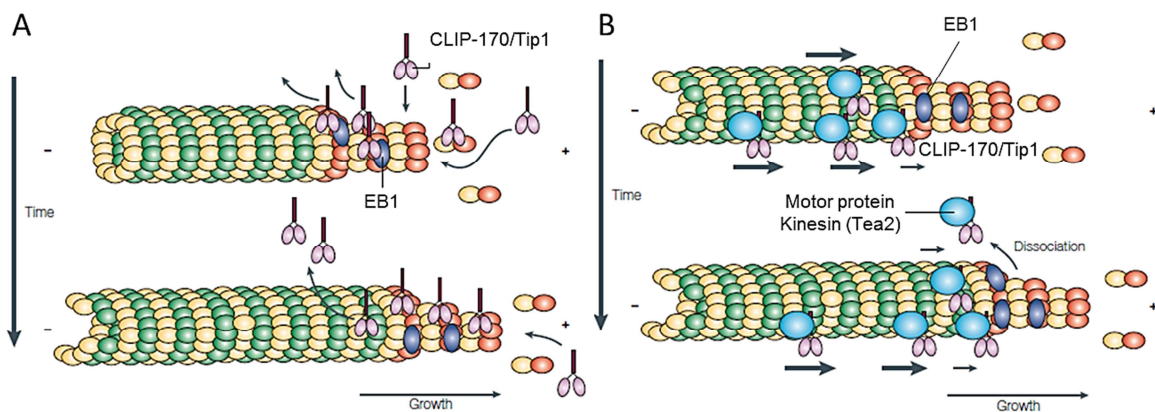 A
CLIP-170/Tip1
-
+
EB1
Time
-
+
Growth
B
EB1
-
+
CLIP-170/Tip1
Time
Motor protein
Kinesin (Tea2)
Dissociation
-
+
Growth